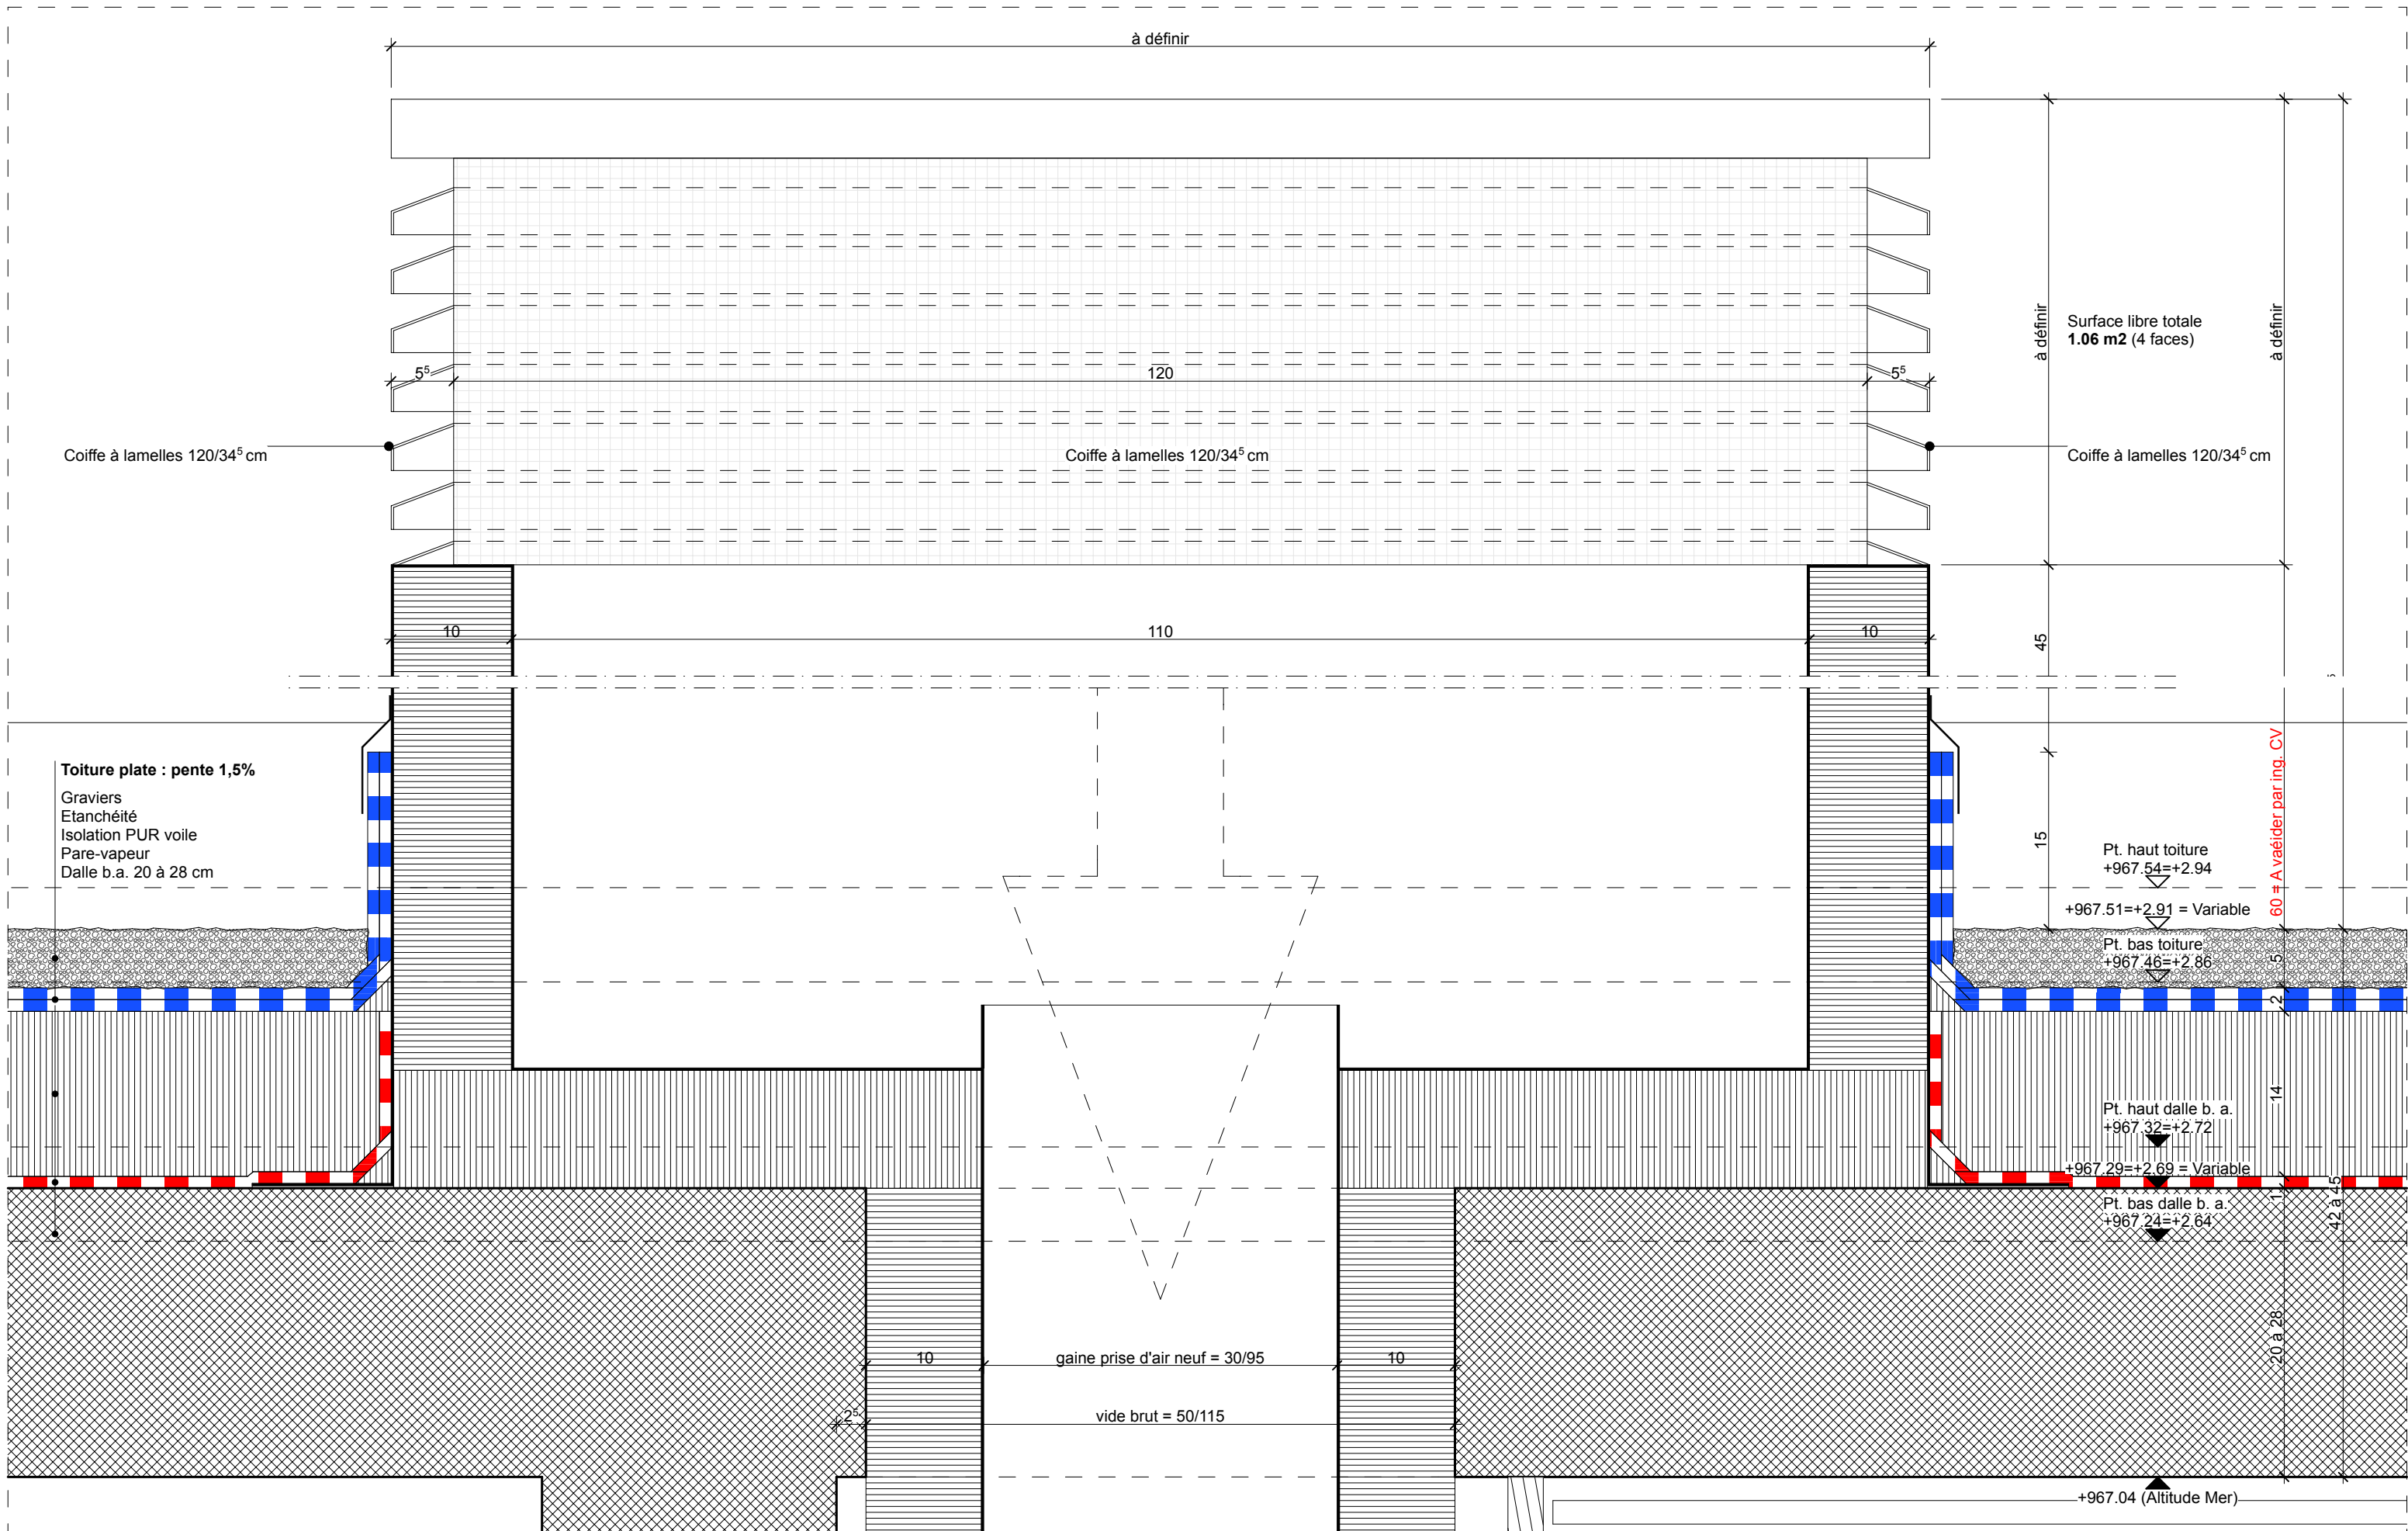 à définir
à définir
Surface libre totale
1.06 m2 (4 faces)
à définir
5⁵
120
5⁵
Coiffe à lamelles 120/34⁵ cm
Coiffe à lamelles 120/34⁵ cm
Coiffe à lamelles 120/34⁵ cm
10
110
10
45
Toiture plate : pente 1,5%
Graviers
Etanchéité
Isolation PUR voile
Pare-vapeur
Dalle b.a. 20 à 28 cm
15
60 = A vaéider par ing. CV
Pt. haut toiture
+967.54=+2.94
+967.51=+2.91 = Variable
Pt. bas toiture
+967.46=+2.86
5
2
14
Pt. haut dalle b. a.
+967.32=+2.72
+967.29=+2.69 = Variable
1
Pt. bas dalle b. a.
+967.24=+2.64
42 à 45
20 à 28
10
gaine prise d'air neuf = 30/95
10
2⁵
vide brut = 50/115
+967.04 (Altitude Mer)